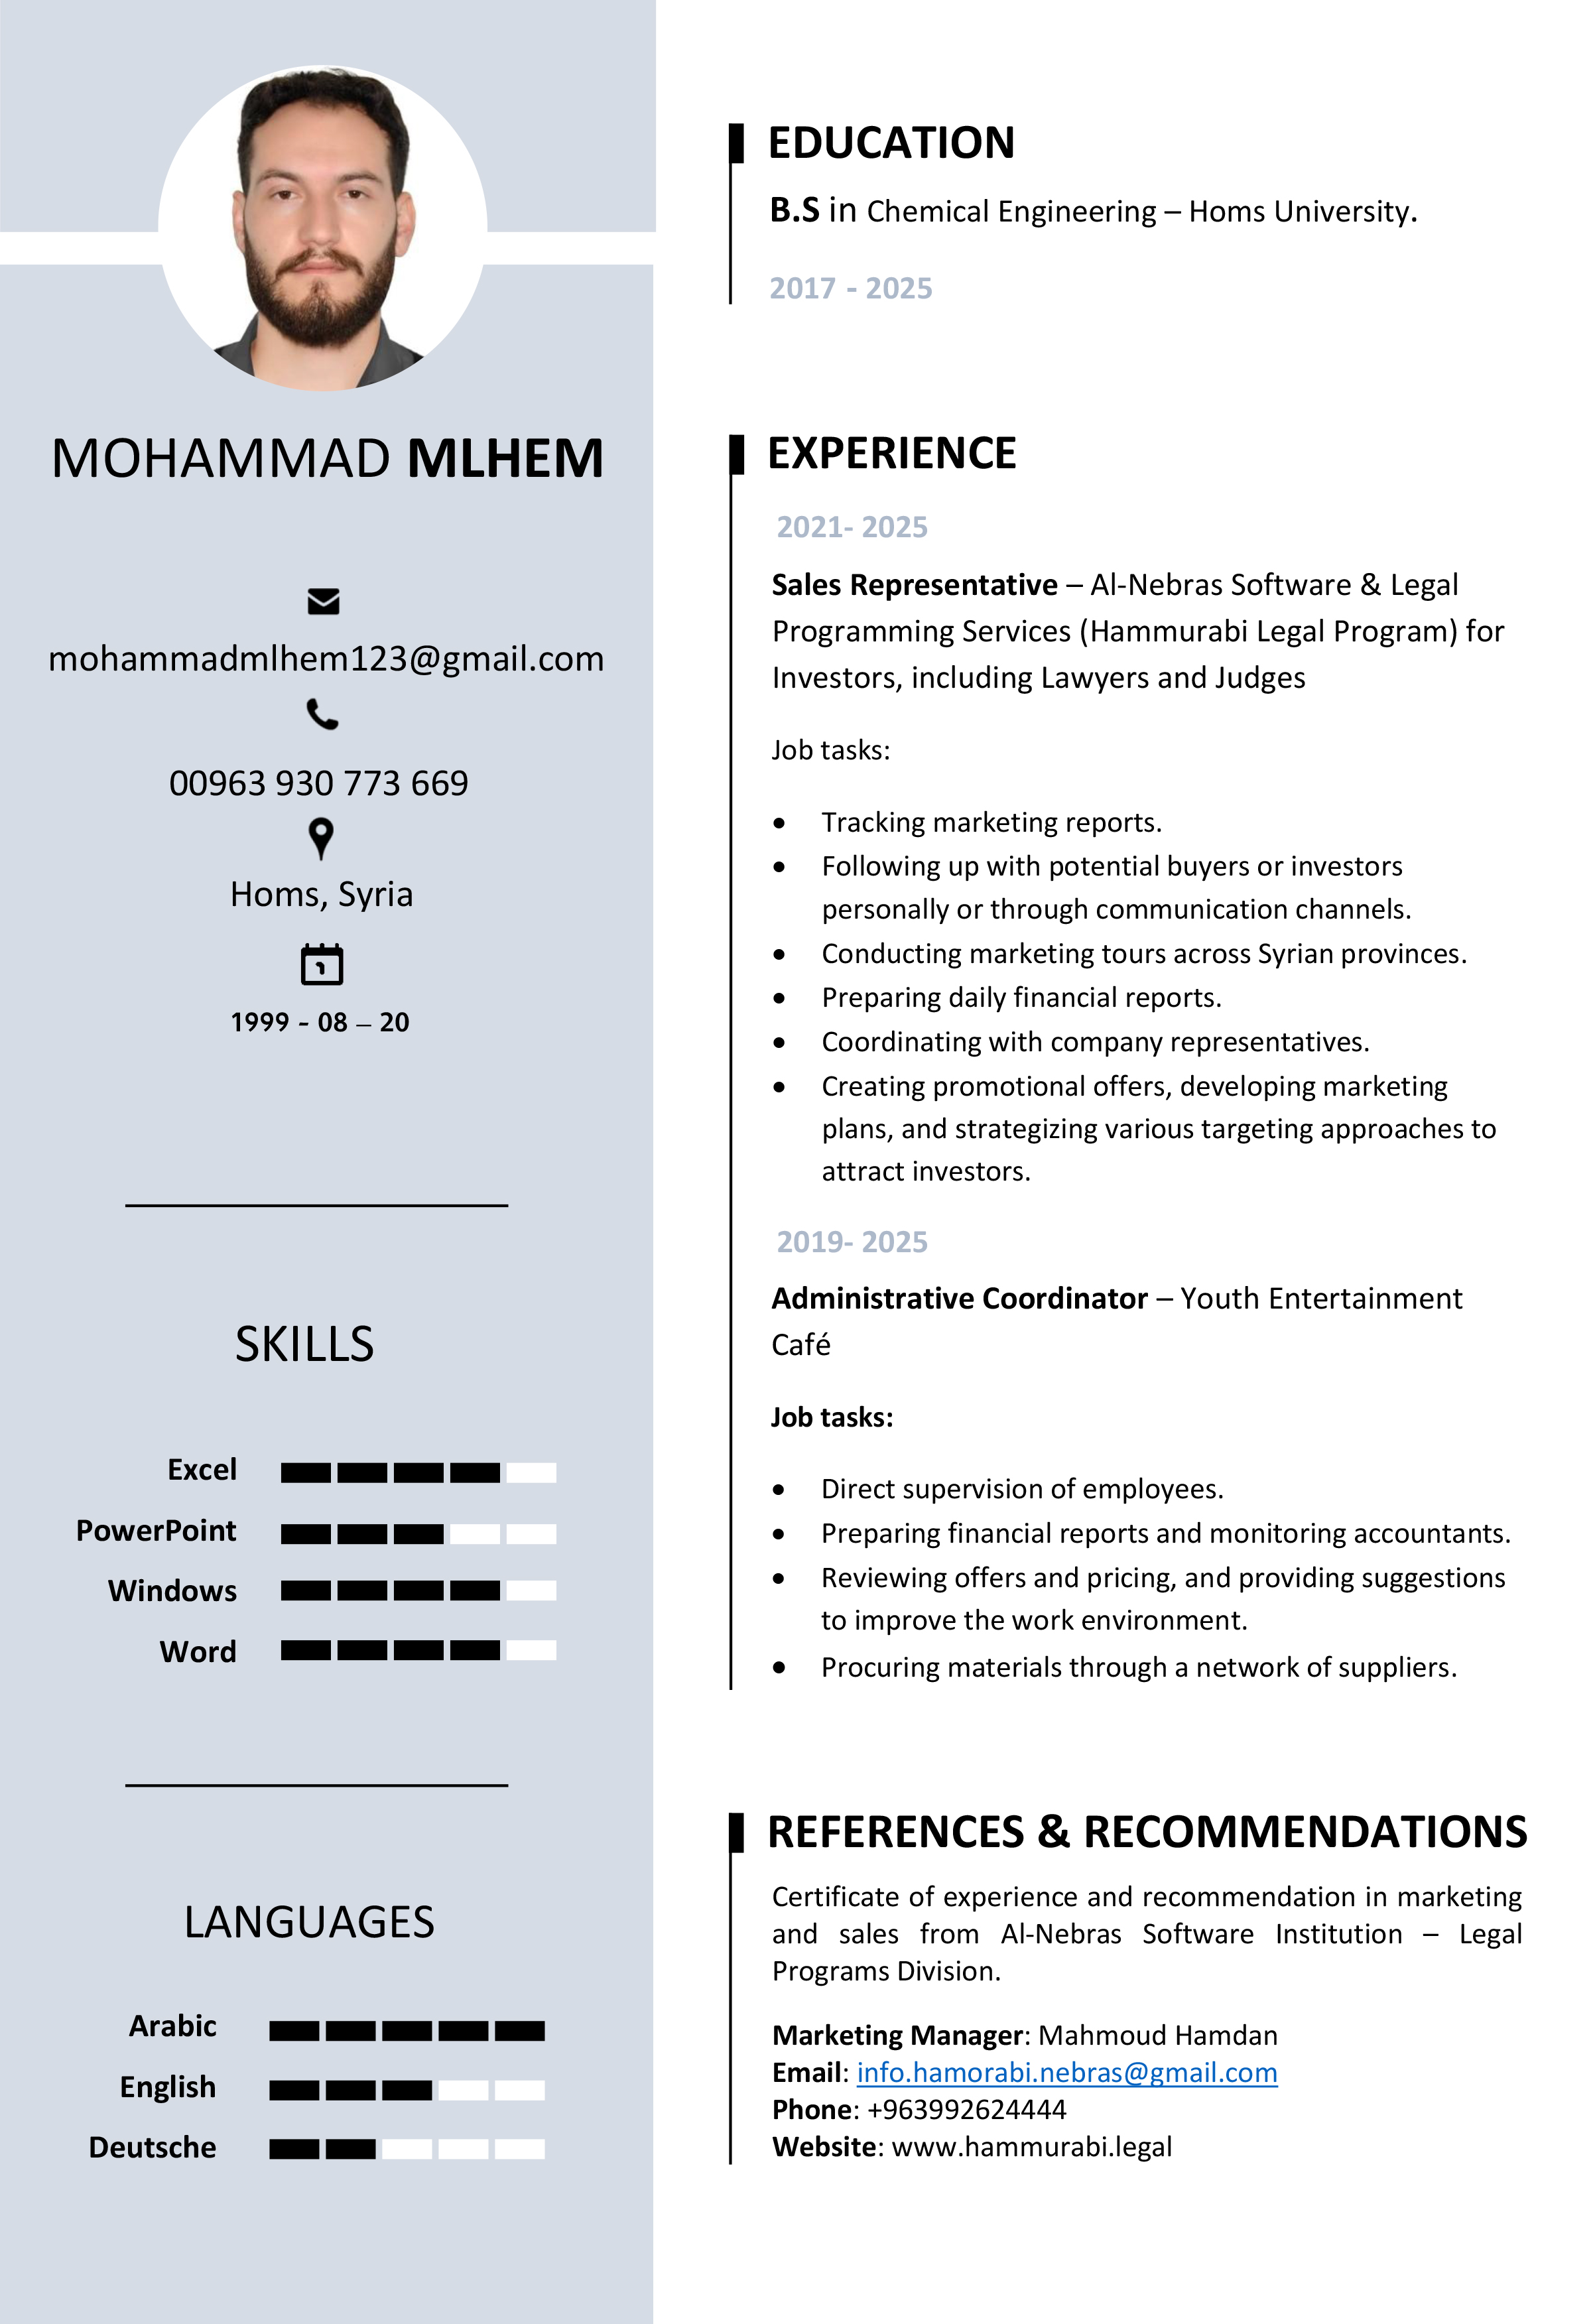 MOHAMMAD MLHEM
mohammadmlhem123@gmail.com
00963 930 773 669
Homs, Syria
1999 - 08 – 20
SKILLS
Excel
PowerPoint
Windows
Word
LANGUAGES
Arabic
English
Deutsche
EDUCATION
B.S in Chemical Engineering – Homs University.
2017 - 2025
EXPERIENCE
2021- 2025
Sales Representative – Al-Nebras Software & Legal
Programming Services (Hammurabi Legal Program) for
Investors, including Lawyers and Judges
Job tasks:
• Tracking marketing reports.
• Following up with potential buyers or investors
personally or through communication channels.
• Conducting marketing tours across Syrian provinces.
• Preparing daily financial reports.
• Coordinating with company representatives.
• Creating promotional offers, developing marketing
plans, and strategizing various targeting approaches to
attract investors.
2019- 2025
Administrative Coordinator – Youth Entertainment
Café
Job tasks:
• Direct supervision of employees.
• Preparing financial reports and monitoring accountants.
• Reviewing offers and pricing, and providing suggestions
to improve the work environment.
• Procuring materials through a network of suppliers.
REFERENCES & RECOMMENDATIONS
Certificate of experience and recommendation in marketing
and sales from Al-Nebras Software Institution – Legal
Programs Division.
Marketing Manager: Mahmoud Hamdan
Email: info.hamorabi.nebras@gmail.com
Phone: +963992624444
Website: www.hammurabi.legal